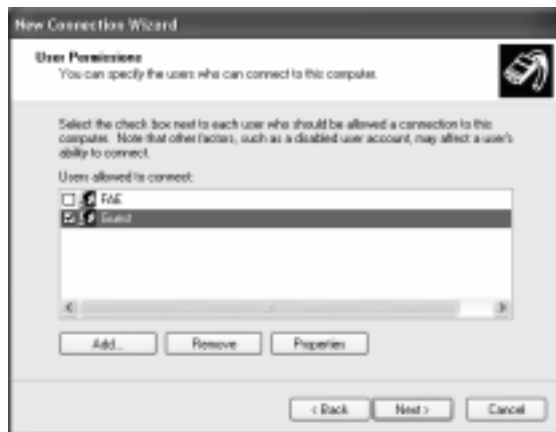 New Connection Wizard
User Permissions
You can specify the users who can connect to this computer.
Select the check box next to each user who should be allowed a connection to this
computer. Note that other factors, such as a disabled user account, may affect a user's
ability to connect.
Users allowed to connect:
FAE
Guest
Add... Remove Properties
< Back Next > Cancel